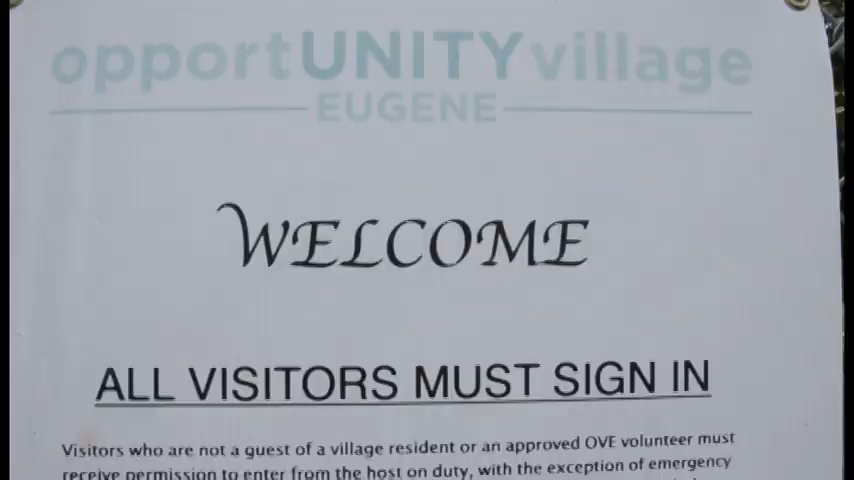 opportUNITYvillage
EUGENE
WELCOME
ALL VISITORS MUST SIGN IN
Visitors who are not a guest of a village resident or an approved OVE volunteer must
receive permission to enter from the host on duty, with the exception of emergency